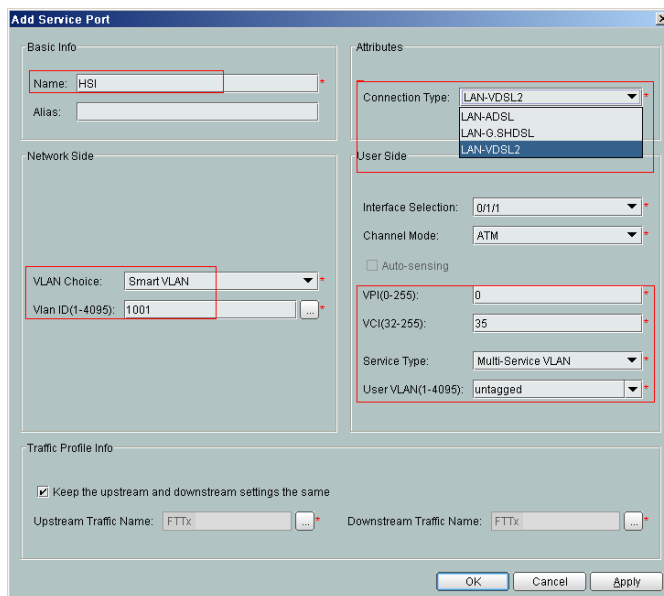 Add Service Port
Basic Info
Name: HSI *
Alias:
Attributes
Connection Type: LAN-VDSL2 *
LAN-ADSL
LAN-G.SHDSL
LAN-VDSL2
Network Side
VLAN Choice: Smart VLAN *
Vlan ID(1-4095): 1001 ... *
User Side
Interface Selection: 0/1/1 *
Channel Mode: ATM *
Auto-sensing
VPI(0-255): 0 *
VCI(32-255): 35 *
Service Type: Multi-Service VLAN *
User VLAN(1-4095): untagged *
Traffic Profile Info
Keep the upstream and downstream settings the same
Upstream Traffic Name: FTTx ... * Downstream Traffic Name: FTTx ... *
OK Cancel Apply